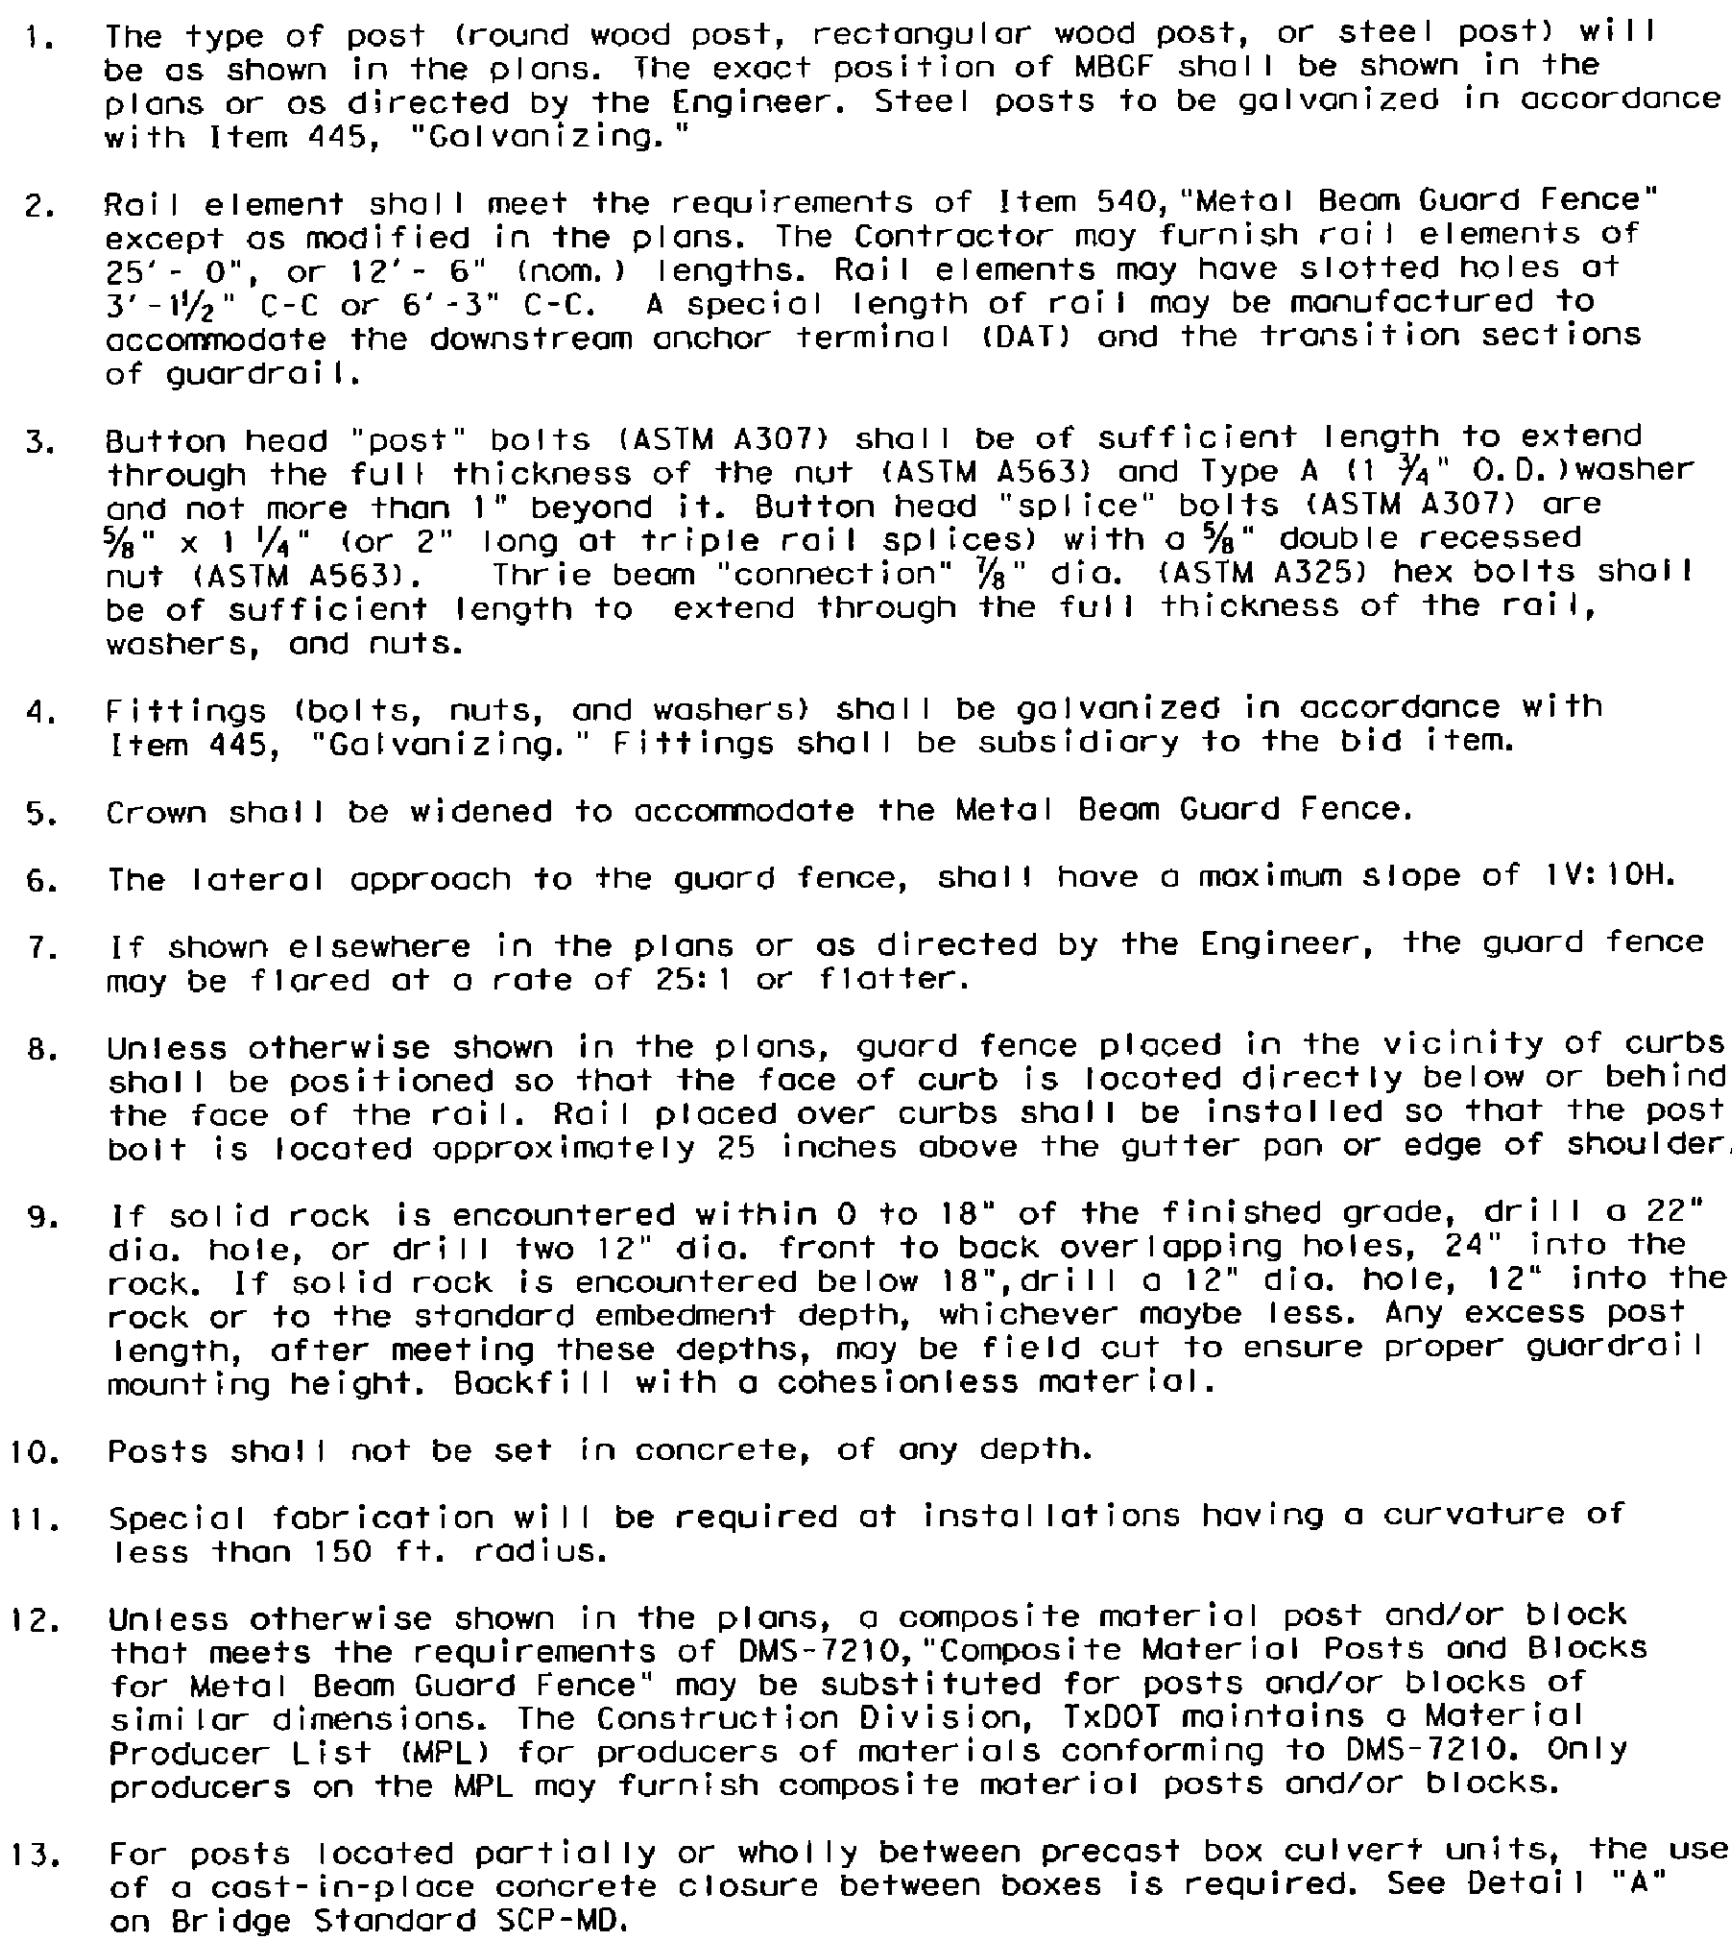 1. The type of post (round wood post, rectangular wood post, or steel post) will
be as shown in the plans. The exact position of MBGF shall be shown in the
plans or as directed by the Engineer. Steel posts to be galvanized in accordance
with Item 445, "Galvanizing."
2. Rail element shall meet the requirements of Item 540, "Metal Beam Guard Fence"
except as modified in the plans. The Contractor may furnish rail elements of
25'- 0", or 12'- 6" (nom.) lengths. Rail elements may have slotted holes at
3'-1½" C-C or 6'-3" C-C. A special length of rail may be manufactured to
accommodate the downstream anchor terminal (DAT) and the transition sections
of guardrail.
3. Button head "post" bolts (ASTM A307) shall be of sufficient length to extend
through the full thickness of the nut (ASTM A563) and Type A (1 ¾" O.D.)washer
and not more than 1" beyond it. Button head "splice" bolts (ASTM A307) are
⅝" x 1 ¼" (or 2" long at triple rail splices) with a ⅝" double recessed
nut (ASTM A563). Thrie beam "connection" ⅞" dia. (ASTM A325) hex bolts shall
be of sufficient length to extend through the full thickness of the rail,
washers, and nuts.
4. Fittings (bolts, nuts, and washers) shall be galvanized in accordance with
Item 445, "Galvanizing." Fittings shall be subsidiary to the bid item.
5. Crown shall be widened to accommodate the Metal Beam Guard Fence.
6. The lateral approach to the guard fence, shall have a maximum slope of 1V:10H.
7. If shown elsewhere in the plans or as directed by the Engineer, the guard fence
may be flared at a rate of 25:1 or flatter.
8. Unless otherwise shown in the plans, guard fence placed in the vicinity of curbs
shall be positioned so that the face of curb is located directly below or behind
the face of the rail. Rail placed over curbs shall be installed so that the post
bolt is located approximately 25 inches above the gutter pan or edge of shoulder.
9. If solid rock is encountered within 0 to 18" of the finished grade, drill a 22"
dia. hole, or drill two 12" dia. front to back overlapping holes, 24" into the
rock. If solid rock is encountered below 18",drill a 12" dia. hole, 12" into the
rock or to the standard embedment depth, whichever maybe less. Any excess post
length, after meeting these depths, may be field cut to ensure proper guardrail
mounting height. Backfill with a cohesionless material.
10. Posts shall not be set in concrete, of any depth.
11. Special fabrication will be required at installations having a curvature of
less than 150 ft. radius.
12. Unless otherwise shown in the plans, a composite material post and/or block
that meets the requirements of DMS-7210,"Composite Material Posts and Blocks
for Metal Beam Guard Fence" may be substituted for posts and/or blocks of
similar dimensions. The Construction Division, TxDOT maintains a Material
Producer List (MPL) for producers of materials conforming to DMS-7210. Only
producers on the MPL may furnish composite material posts and/or blocks.
13. For posts located partially or wholly between precast box culvert units, the use
of a cast-in-place concrete closure between boxes is required. See Detail "A"
on Bridge Standard SCP-MD.